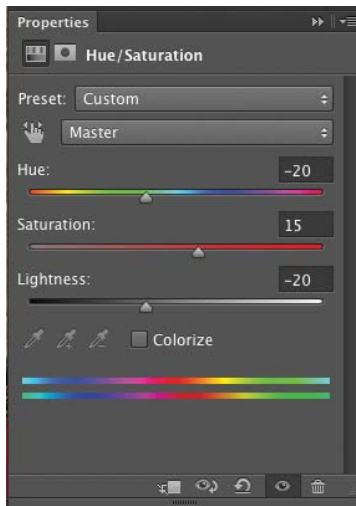 Properties
Hue/Saturation
Preset: Custom
Master
Hue: -20
Saturation: 15
Lightness: -20
Colorize